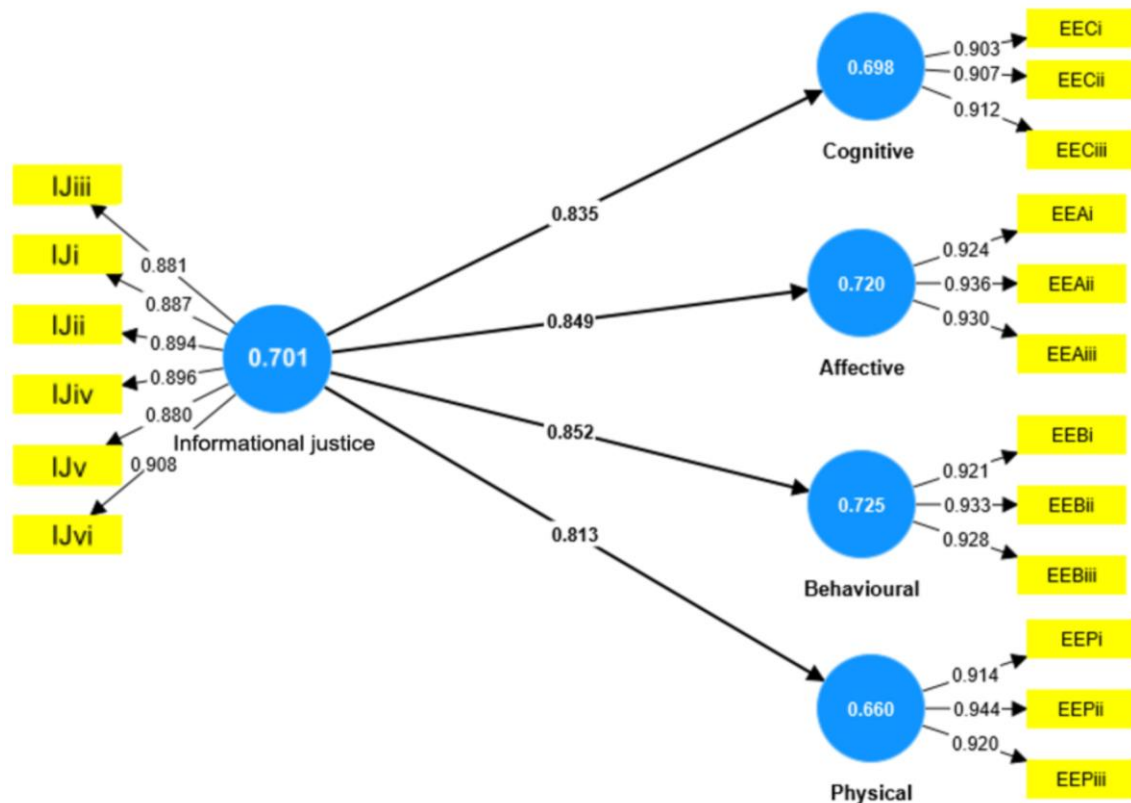 IJiii
IJi
IJii
IJiv
IJv
IJvi
0.881
0.887
0.894
0.896
0.880
0.908
0.701
Informational justice
0.835
0.849
0.852
0.813
0.698
Cognitive
0.903
0.907
0.912
EECi
EECii
EECiii
0.720
Affective
0.924
0.936
0.930
EEAi
EEAii
EEAiii
0.725
Behavioural
0.921
0.933
0.928
EEBi
EEBii
EEBiii
0.660
Physical
0.914
0.944
0.920
EEPi
EEPii
EEPiii